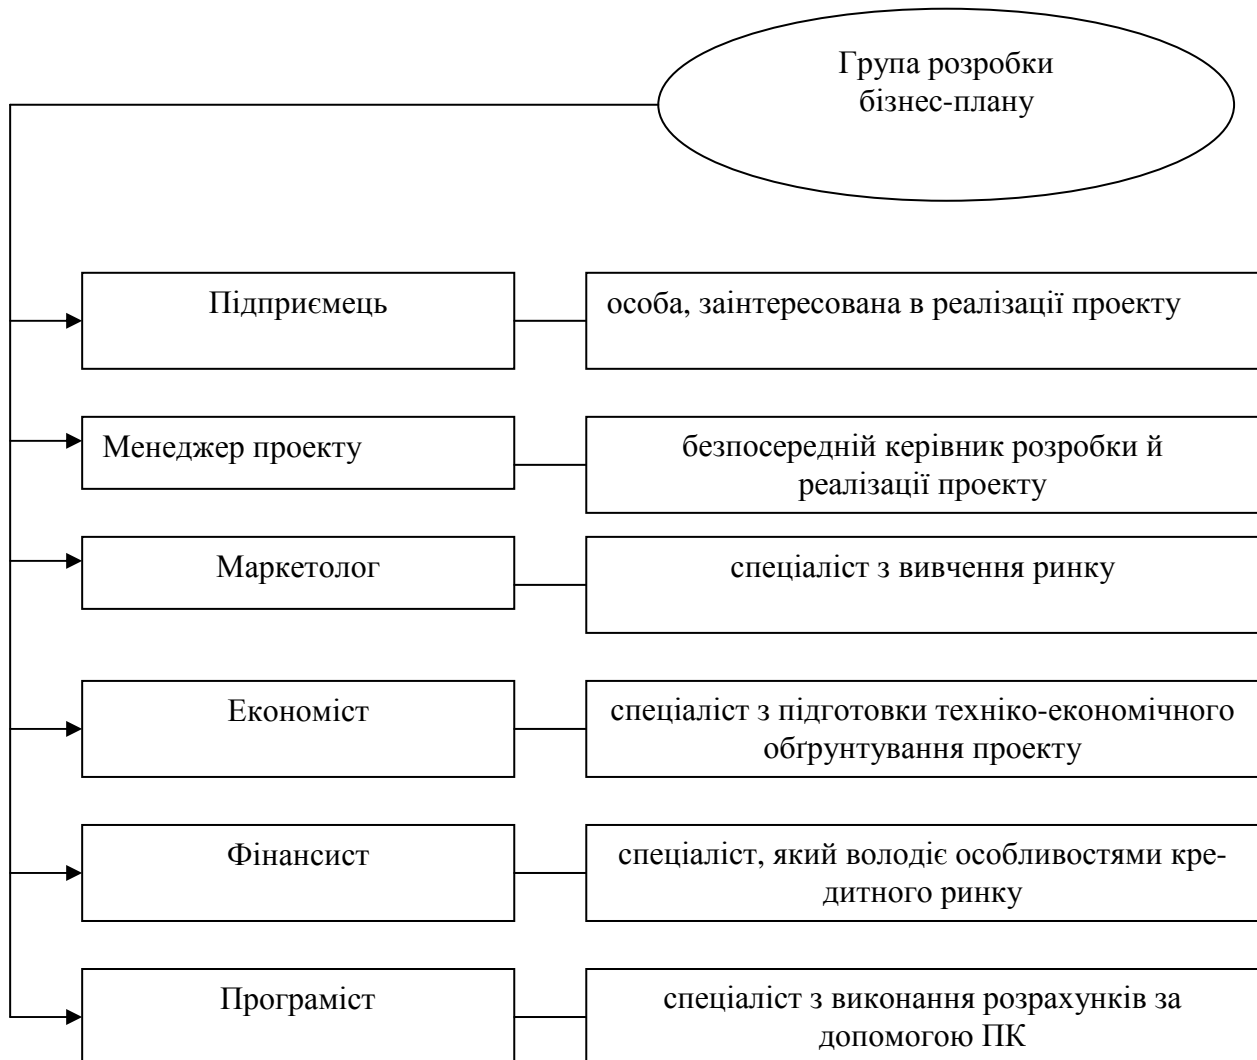 Група розробки
бізнес-плану
Підприємець
особа, заінтересована в реалізації проекту
Менеджер проекту
безпосередній керівник розробки й
реалізації проекту
Маркетолог
спеціаліст з вивчення ринку
Економіст
спеціаліст з підготовки техніко-економічного
обґрунтування проекту
Фінансист
спеціаліст, який володіє особливостями кре-
дитного ринку
Програміст
спеціаліст з виконання розрахунків за
допомогою ПК